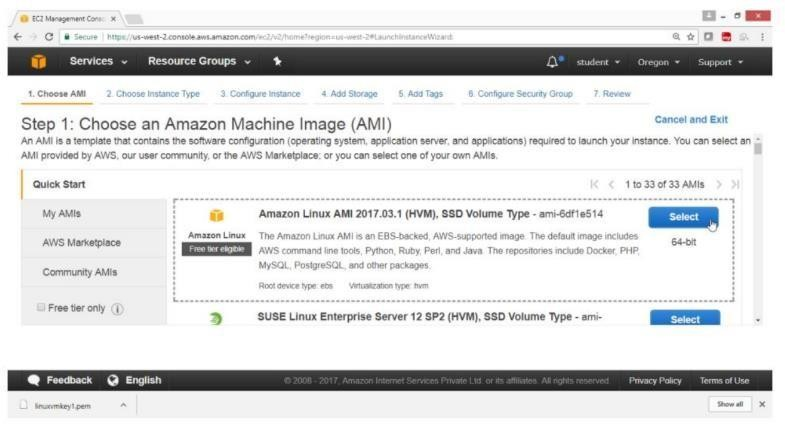 EC2 Management Consc
Secure https://us-west-2.console.aws.amazon.com/ec2/v2/home?region=us-west-2#LaunchInstanceWizard:
Services Resource Groups student Oregon Support
1. Choose AMI 2. Choose Instance Type 3. Configure Instance 4. Add Storage 5. Add Tags 6. Configure Security Group 7. Review
Step 1: Choose an Amazon Machine Image (AMI) Cancel and Exit
An AMI is a template that contains the software configuration (operating system, application server, and applications) required to launch your instance. You can select an
AMI provided by AWS, our user community, or the AWS Marketplace; or you can select one of your own AMIs.
Quick Start 1 to 33 of 33 AMIs
My AMIs
AWS Marketplace
Community AMIs
Free tier only
Amazon Linux
Free tier eligible
Amazon Linux AMI 2017.03.1 (HVM), SSD Volume Type - ami-6df1e514
The Amazon Linux AMI is an EBS-backed, AWS-supported image. The default image includes
AWS command line tools, Python, Ruby, Perl, and Java. The repositories include Docker, PHP,
MySQL, PostgreSQL, and other packages.
Root device type: ebs Virtualization type: hvm
Select
64-bit
SUSE Linux Enterprise Server 12 SP2 (HVM), SSD Volume Type - ami-
Select
Feedback English © 2008 - 2017, Amazon Internet Services Private Ltd. or its affiliates. All rights reserved. Privacy Policy Terms of Use
linuxvmkey1.pem Show all